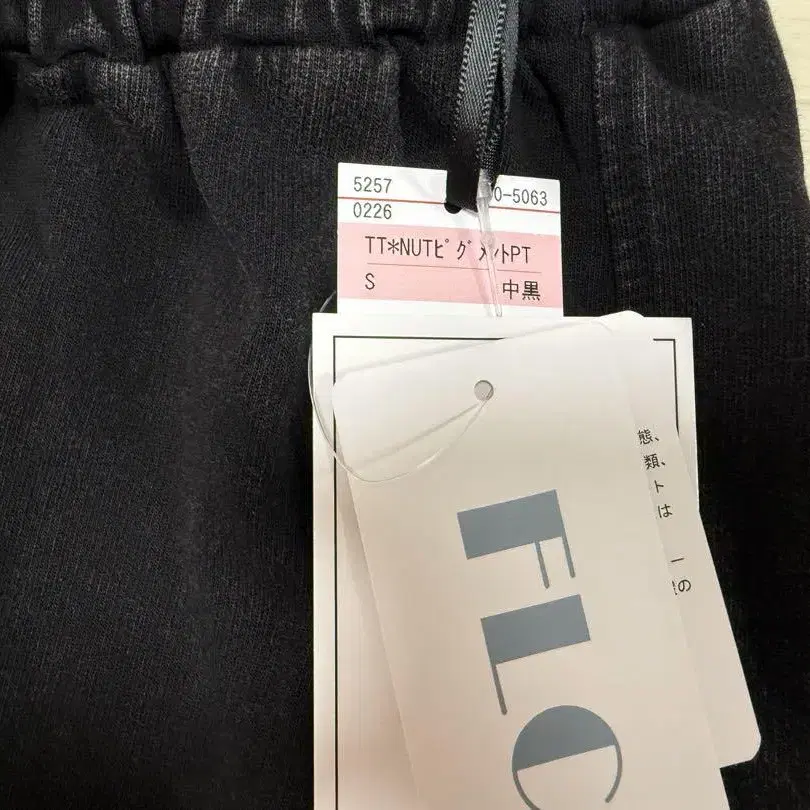 5257
0-5063
0226
TT*NUTピグメントPT
S
中黒
態、
類、
ト
は
ー
の
FLC